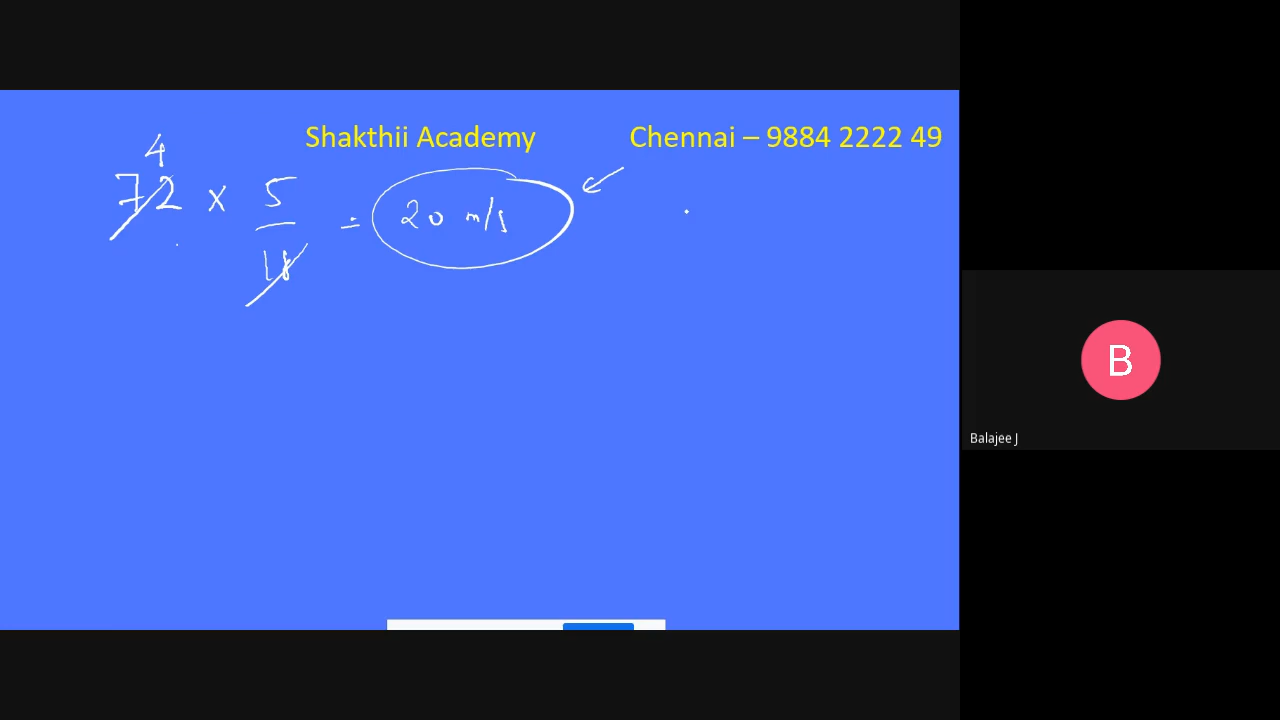 Shakthii Academy Chennai – 9884 2222 49
4
72 x 5/18 = 20 m/s
B
Balajee J